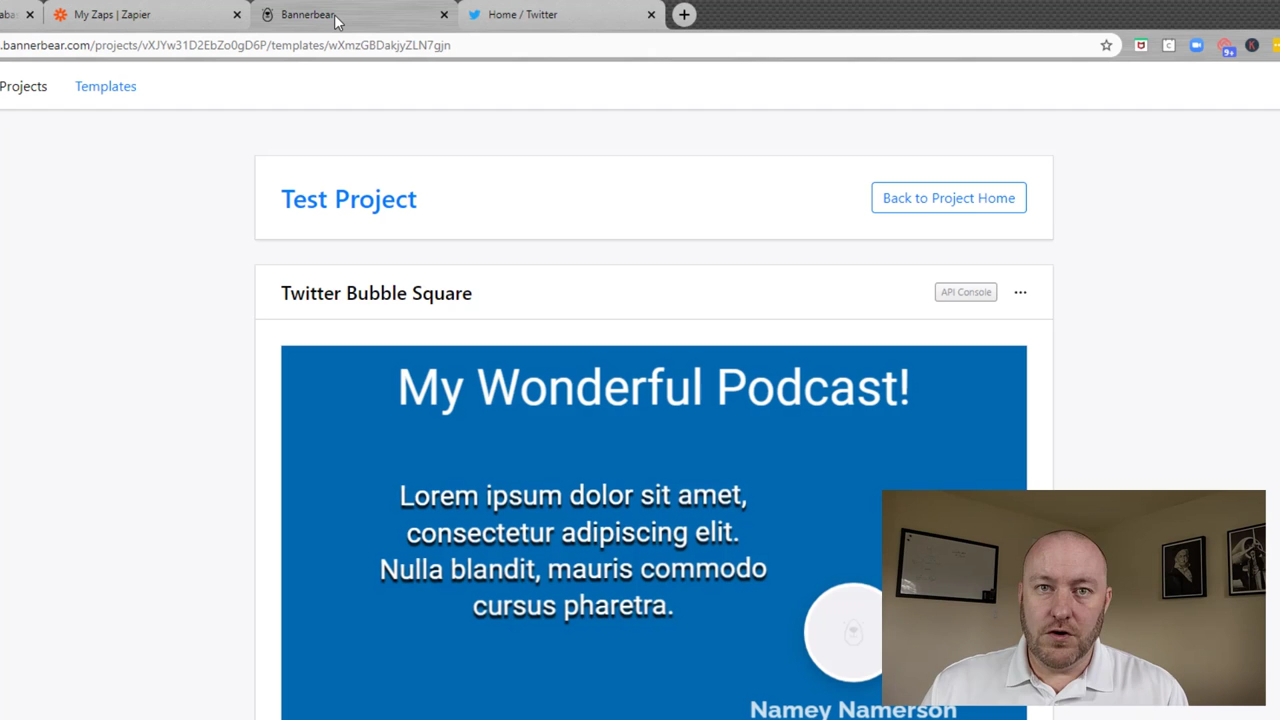 My Zaps | Zapier
Bannerbear
Home / Twitter
.bannerbear.com/projects/vXJYw31D2EbZo0gD6P/templates/wXmzGBDakjyZLN7gjn
9+
Projects Templates
Test Project
Back to Project Home
Twitter Bubble Square
API Console
My Wonderful Podcast!
Lorem ipsum dolor sit amet,
consectetur adipiscing elit.
Nulla blandit, mauris commodo
cursus pharetra.
Namey Namerson